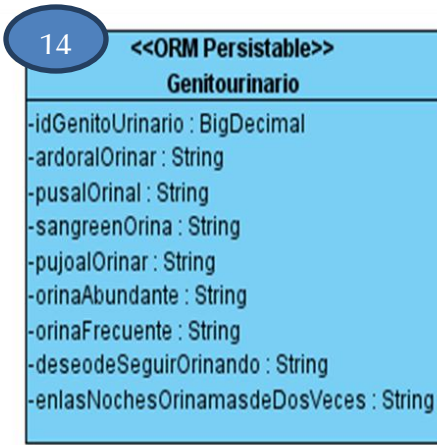 14
<<ORM Persistable>>
Genitourinario
-idGenitoUrinario : BigDecimal
-ardoralOrinar : String
-pusalOrinal : String
-sangreenOrina : String
-pujoalOrinar : String
-orinaAbundante : String
-orinaFrecuente : String
-deseodeSeguirOrinando : String
-enlasNochesOrinamasdeDosVeces : String